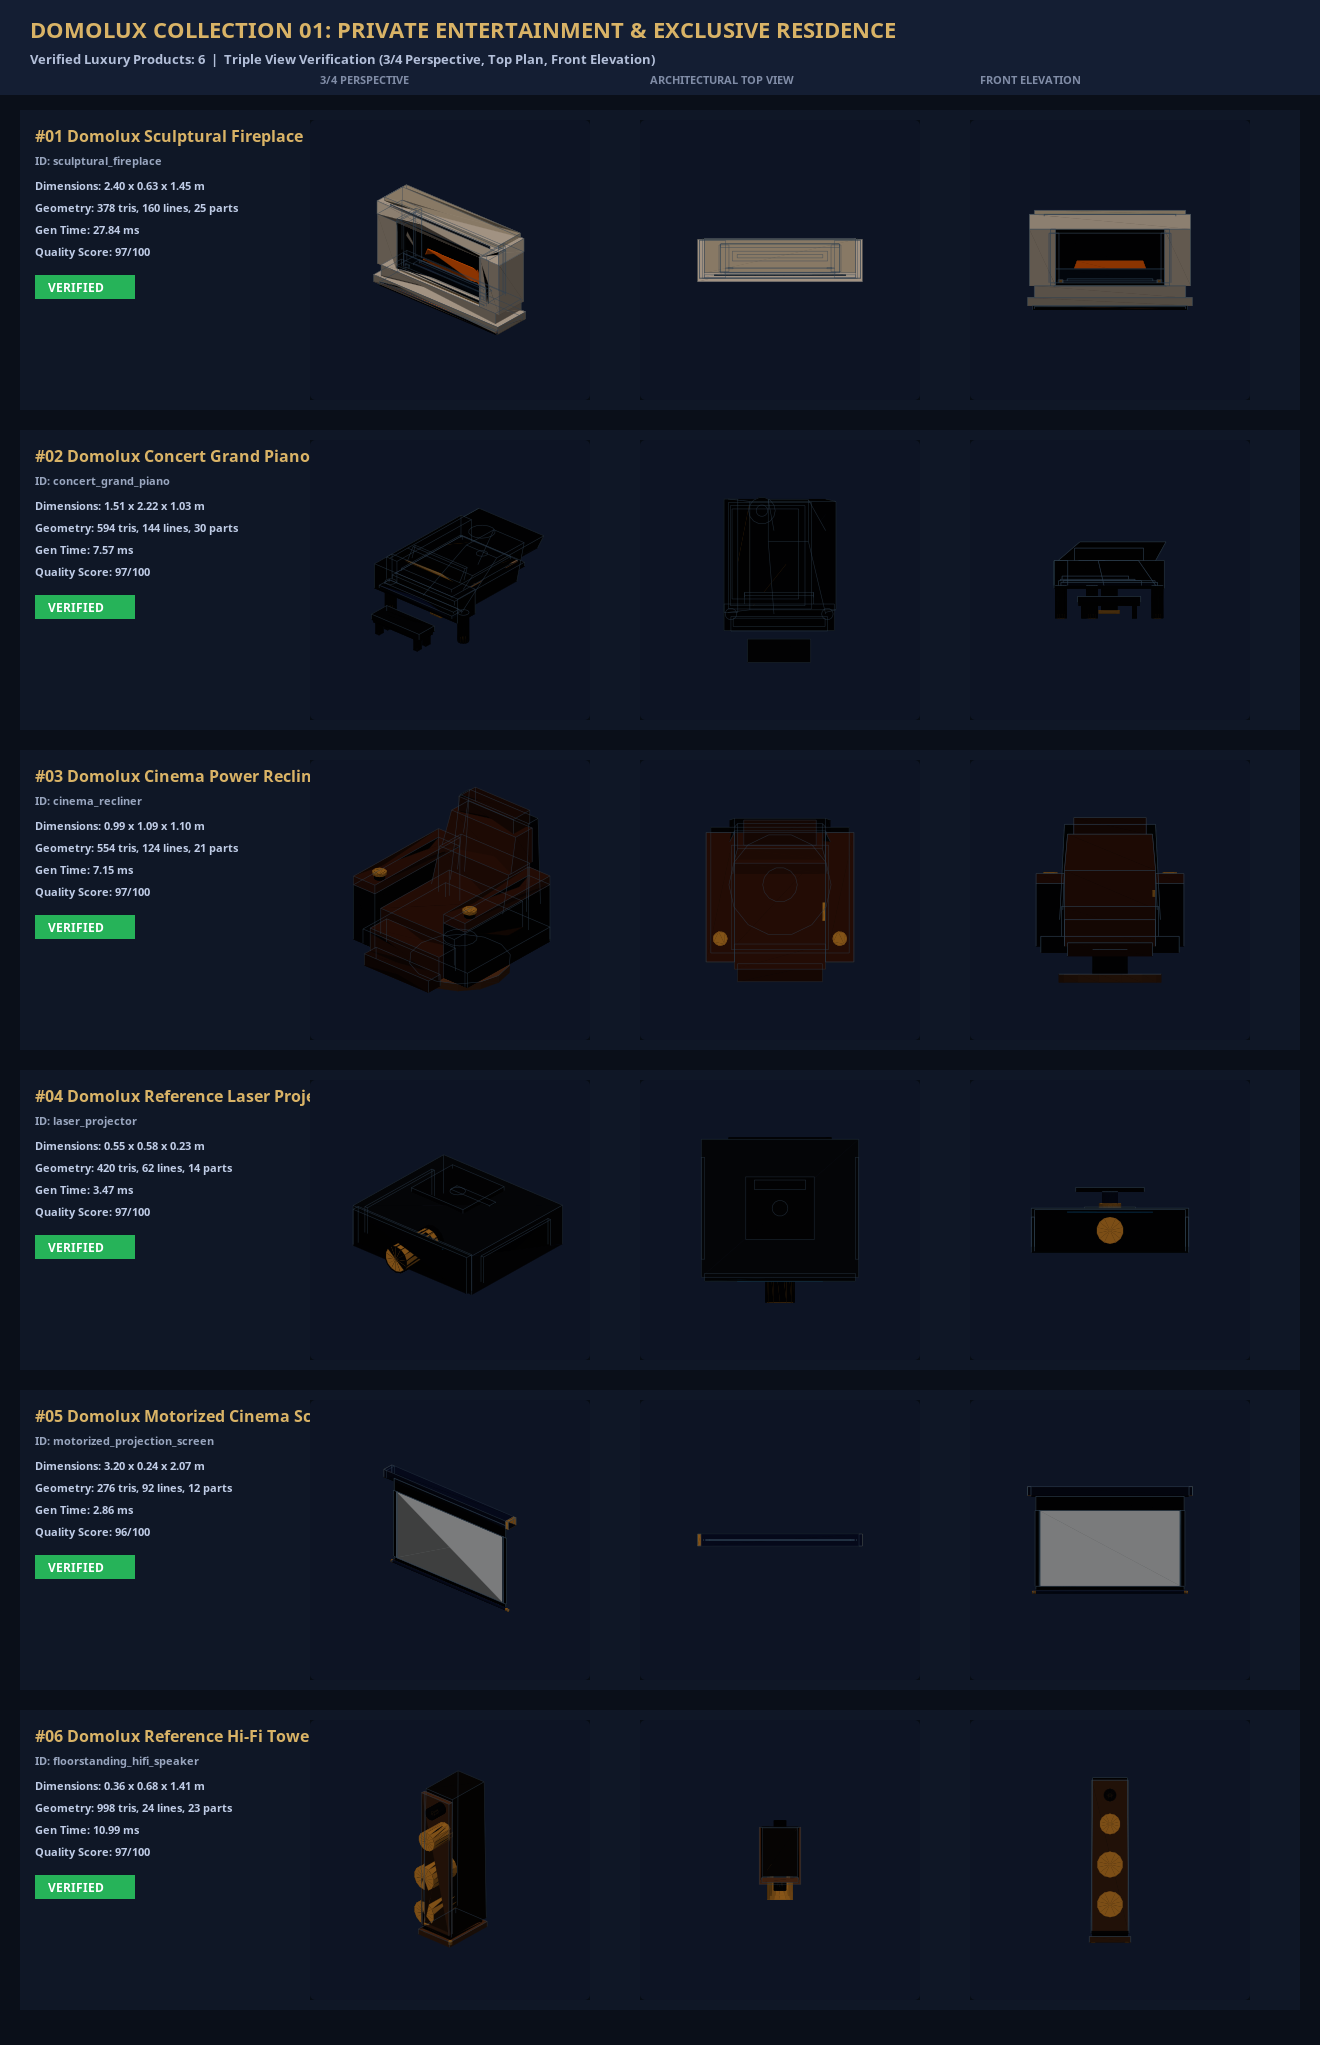 DOMOLUX COLLECTION 01: PRIVATE ENTERTAINMENT & EXCLUSIVE RESIDENCE
Verified Luxury Products: 6 | Triple View Verification (3/4 Perspective, Top Plan, Front Elevation)
3/4 PERSPECTIVE ARCHITECTURAL TOP VIEW FRONT ELEVATION
#01 Domolux Sculptural Fireplace
ID: sculptural_fireplace
Dimensions: 2.40 x 0.63 x 1.45 m
Geometry: 378 tris, 160 lines, 25 parts
Gen Time: 27.84 ms
Quality Score: 97/100
VERIFIED
#02 Domolux Concert Grand Piano
ID: concert_grand_piano
Dimensions: 1.51 x 2.22 x 1.03 m
Geometry: 594 tris, 144 lines, 30 parts
Gen Time: 7.57 ms
Quality Score: 97/100
VERIFIED
#03 Domolux Cinema Power Reclin
ID: cinema_recliner
Dimensions: 0.99 x 1.09 x 1.10 m
Geometry: 554 tris, 124 lines, 21 parts
Gen Time: 7.15 ms
Quality Score: 97/100
VERIFIED
#04 Domolux Reference Laser Proje
ID: laser_projector
Dimensions: 0.55 x 0.58 x 0.23 m
Geometry: 420 tris, 62 lines, 14 parts
Gen Time: 3.47 ms
Quality Score: 97/100
VERIFIED
#05 Domolux Motorized Cinema Sc
ID: motorized_projection_screen
Dimensions: 3.20 x 0.24 x 2.07 m
Geometry: 276 tris, 92 lines, 12 parts
Gen Time: 2.86 ms
Quality Score: 96/100
VERIFIED
#06 Domolux Reference Hi-Fi Towe
ID: floorstanding_hifi_speaker
Dimensions: 0.36 x 0.68 x 1.41 m
Geometry: 998 tris, 24 lines, 23 parts
Gen Time: 10.99 ms
Quality Score: 97/100
VERIFIED